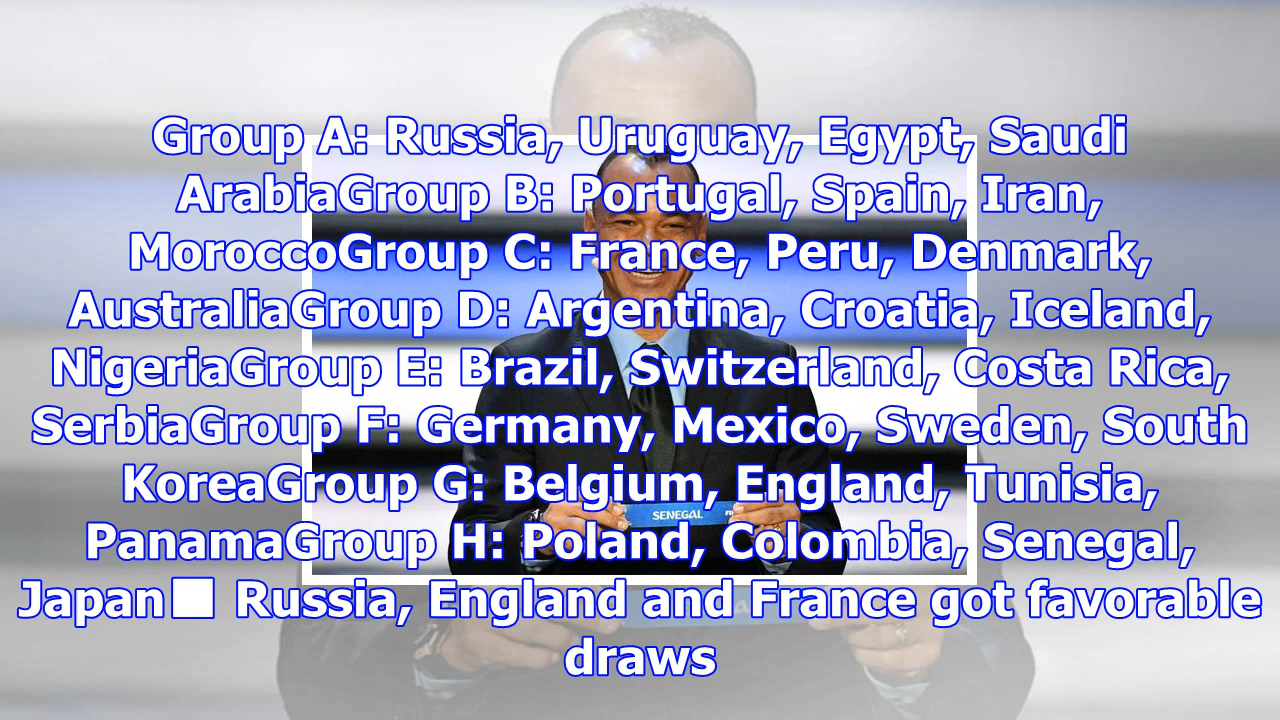 Group A: Russia, Uruguay, Egypt, Saudi
ArabiaGroup B: Portugal, Spain, Iran,
MoroccoGroup C: France, Peru, Denmark,
AustraliaGroup D: Argentina, Croatia, Iceland,
NigeriaGroup E: Brazil, Switzerland, Costa Rica,
SerbiaGroup F: Germany, Mexico, Sweden, South
KoreaGroup G: Belgium, England, Tunisia,
SENEGAL
PanamaGroup H: Poland, Colombia, Senegal,
Japan Russia, England and France got favorable
draws